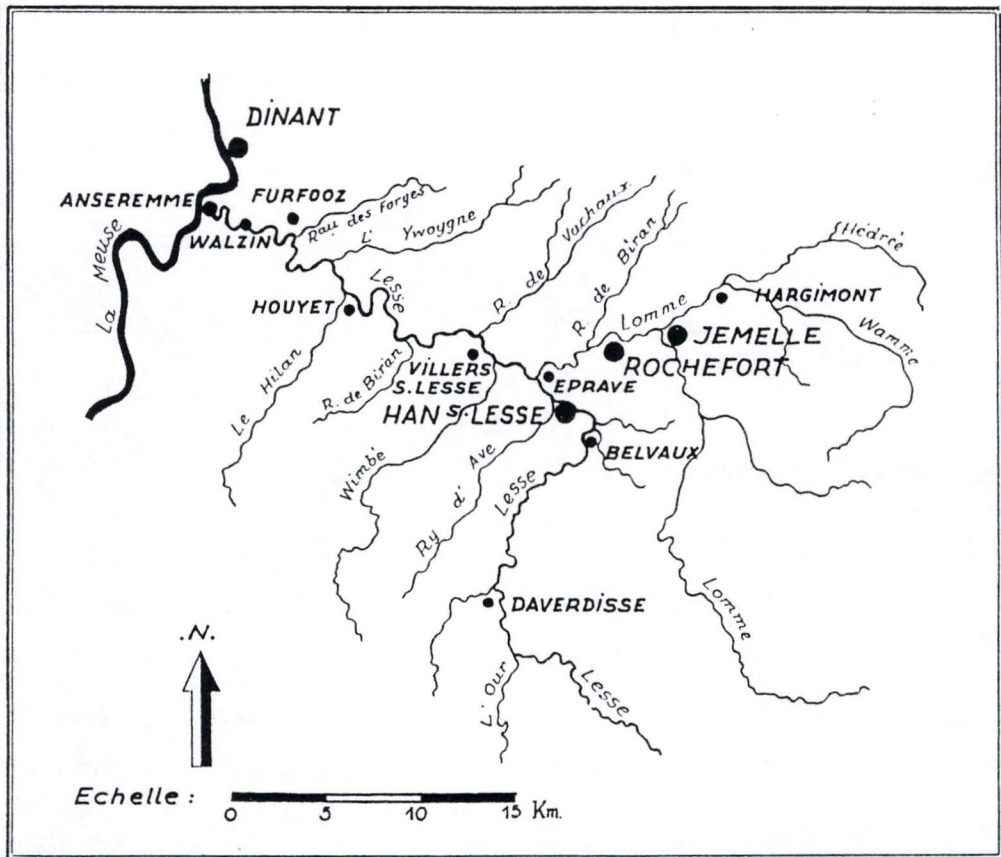 DINANT
ANSEREMME
FURFOOZ
WALZIN
Rau des Forges
L' Ywoygne
R. de Vachaux.
R. de Biran
Hédrée
La Meuse
Lesse
Lomme
HARGIMONT
HOUYET
JEMELLE
Wamme
VILLERS
S. LESSE
ROCHEFORT
EPRAVE
Le Hilan
R. de Biran
HAN S. LESSE
BELVAUX
Wimbe
Ry d' Ave
Lesse
DAVERDISSE
Lomme
.N.
L' Our
Lesse
Echelle :
0 5 10 15 Km.